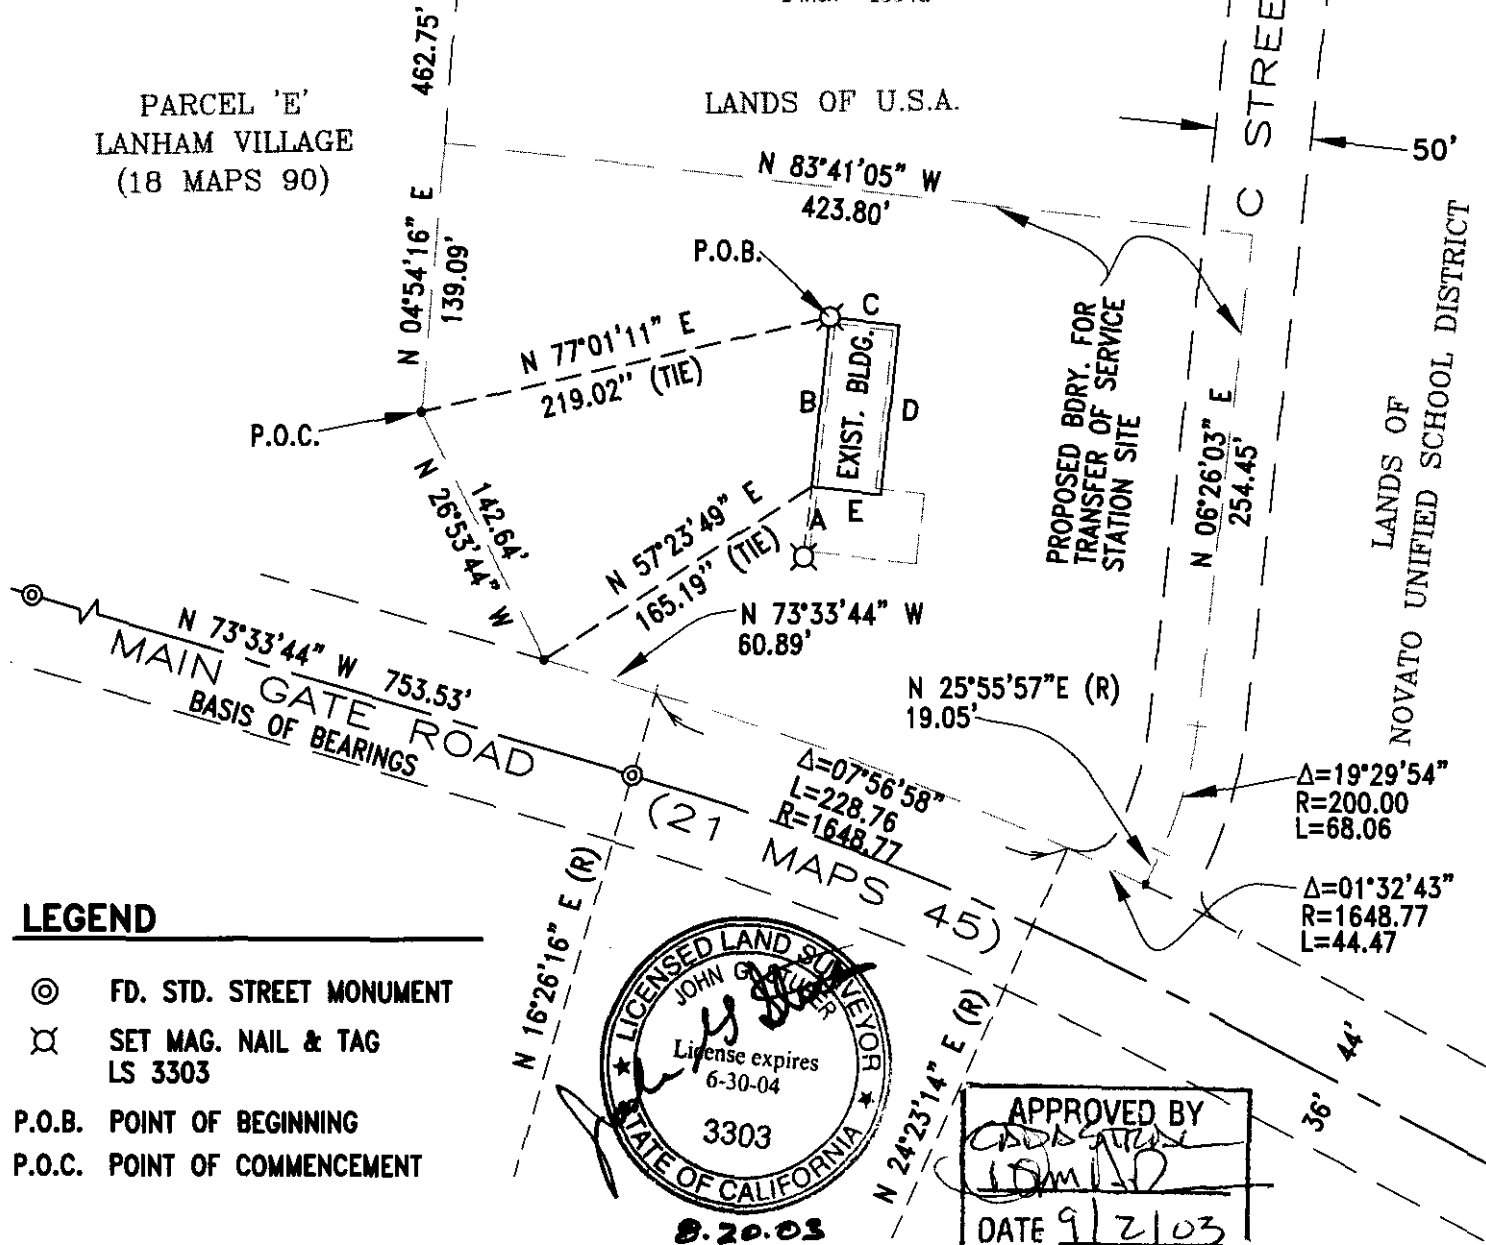 462.75'
PARCEL 'E'
LANHAM VILLAGE
(18 MAPS 90)
LANDS OF U.S.A.
C STREE
50'
N 83°41'05" W
423.80'
P.O.B.
C
N 04°54'16" E
139.09'
N 77°01'11" E
219.02" (TIE)
B
EXIST. BLDG.
D
PROPOSED BDRY. FOR
TRANSFER OF SERVICE
STATION SITE
N 06°26'03" E
254.45'
LANDS OF
NOVATO UNIFIED SCHOOL DISTRICT
P.O.C.
142.64'
N 26°53'44" W
N 57°23'49" E
165.19" (TIE)
A
E
N 73°33'44" W
60.89'
N 73°33'44" W 753.53'
MAIN GATE ROAD
BASIS OF BEARINGS
N 25°55'57"E (R)
19.05'
Δ=07°56'58"
L=228.76
R=1648.77
Δ=19°29'54"
R=200.00
L=68.06
(21 MAPS 45)
Δ=01°32'43"
R=1648.77
L=44.47
N 16°26'16" E (R)
N 24°23'14" E (R)
44'
36'
LEGEND
FD. STD. STREET MONUMENT
SET MAG. NAIL & TAG
LS 3303
P.O.B. POINT OF BEGINNING
P.O.C. POINT OF COMMENCEMENT
LICENSED LAND SURVEYOR
JOHN G.
License expires
6-30-04
3303
STATE OF CALIFORNIA
8.20.03
APPROVED BY
DATE 9/2/03